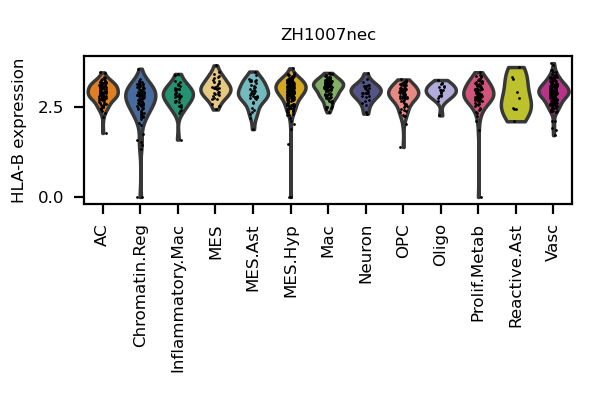 ZH1007nec
HLA-B expression
2.5
0.0
AC
Chromatin.Reg
Inflammatory.Mac
MES
MES.Ast
MES.Hyp
Mac
Neuron
OPC
Oligo
Prolif.Metab
Reactive.Ast
Vasc